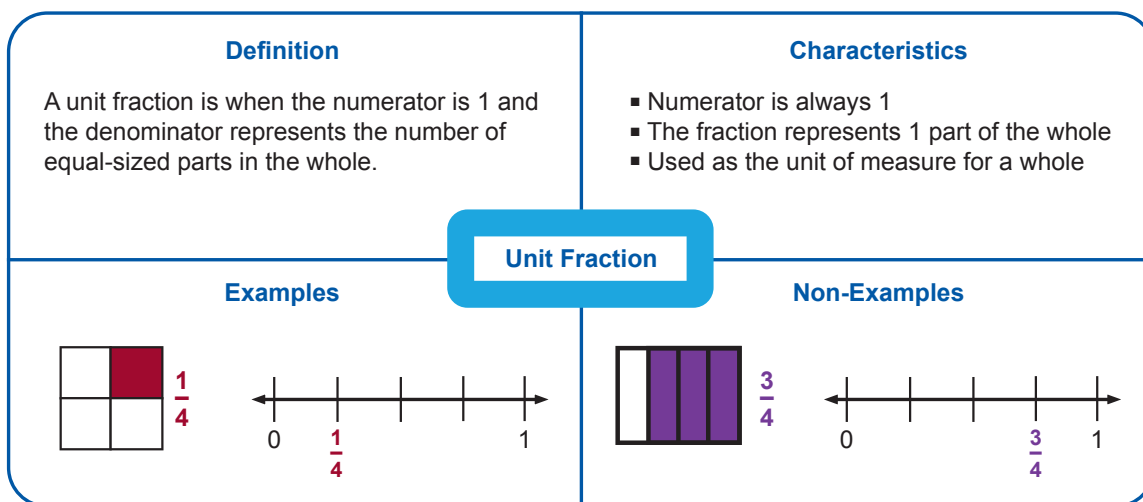 Definition
A unit fraction is when the numerator is 1 and
the denominator represents the number of
equal-sized parts in the whole.
Characteristics
▪ Numerator is always 1
▪ The fraction represents 1 part of the whole
▪ Used as the unit of measure for a whole
Unit Fraction
Examples
1/4
0 1/4 1
Non-Examples
3/4
0 3/4 1